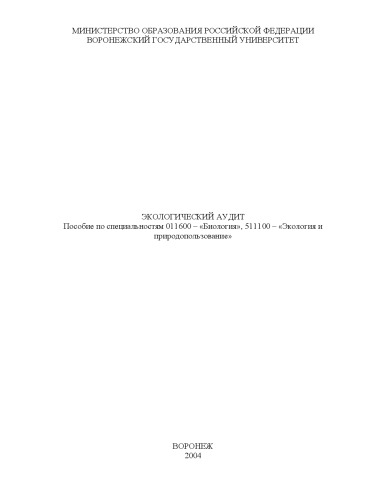 МИНИСТЕРСТВО ОБРАЗОВАНИЯ РОССИЙСКОЙ ФЕДЕРАЦИИ
ВОРОНЕЖСКИЙ ГОСУДАРСТВЕННЫЙ УНИВЕРСИТЕТ
ЭКОЛОГИЧЕСКИЙ АУДИТ
Пособие по специальностям 011600 – «Биология», 511100 – «Экология и
природопользование»
ВОРОНЕЖ
2004